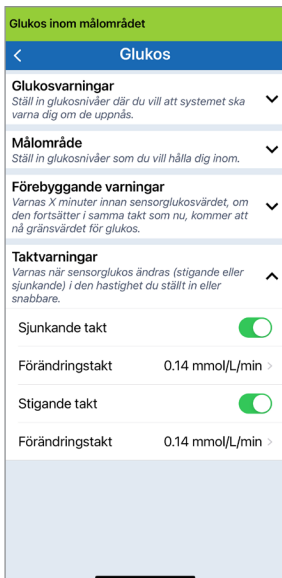 Glukos inom målområdet
Glukos
Glukosvarningar
Ställ in glukosnivåer där du vill att systemet ska
varna dig om de uppnås.
Målområde
Ställ in glukosnivåer som du vill hålla dig inom.
Förebyggande varningar
Varnas X minuter innan sensorglukosvärdet, om
den fortsätter i samma takt som nu, kommer att
nå gränsvärdet för glukos.
Taktvarningar
Varnas när sensorglukos ändras (stigande eller
sjunkande) i den hastighet du ställt in eller
snabbare.
Sjunkande takt
Förändringstakt 0.14 mmol/L/min
Stigande takt
Förändringstakt 0.14 mmol/L/min